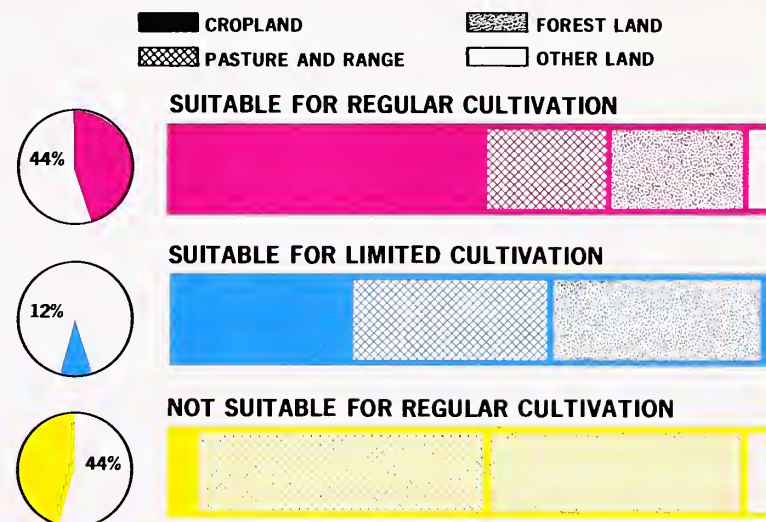 CROPLAND FOREST LAND
PASTURE AND RANGE OTHER LAND
SUITABLE FOR REGULAR CULTIVATION
44%
SUITABLE FOR LIMITED CULTIVATION
12%
NOT SUITABLE FOR REGULAR CULTIVATION
44%